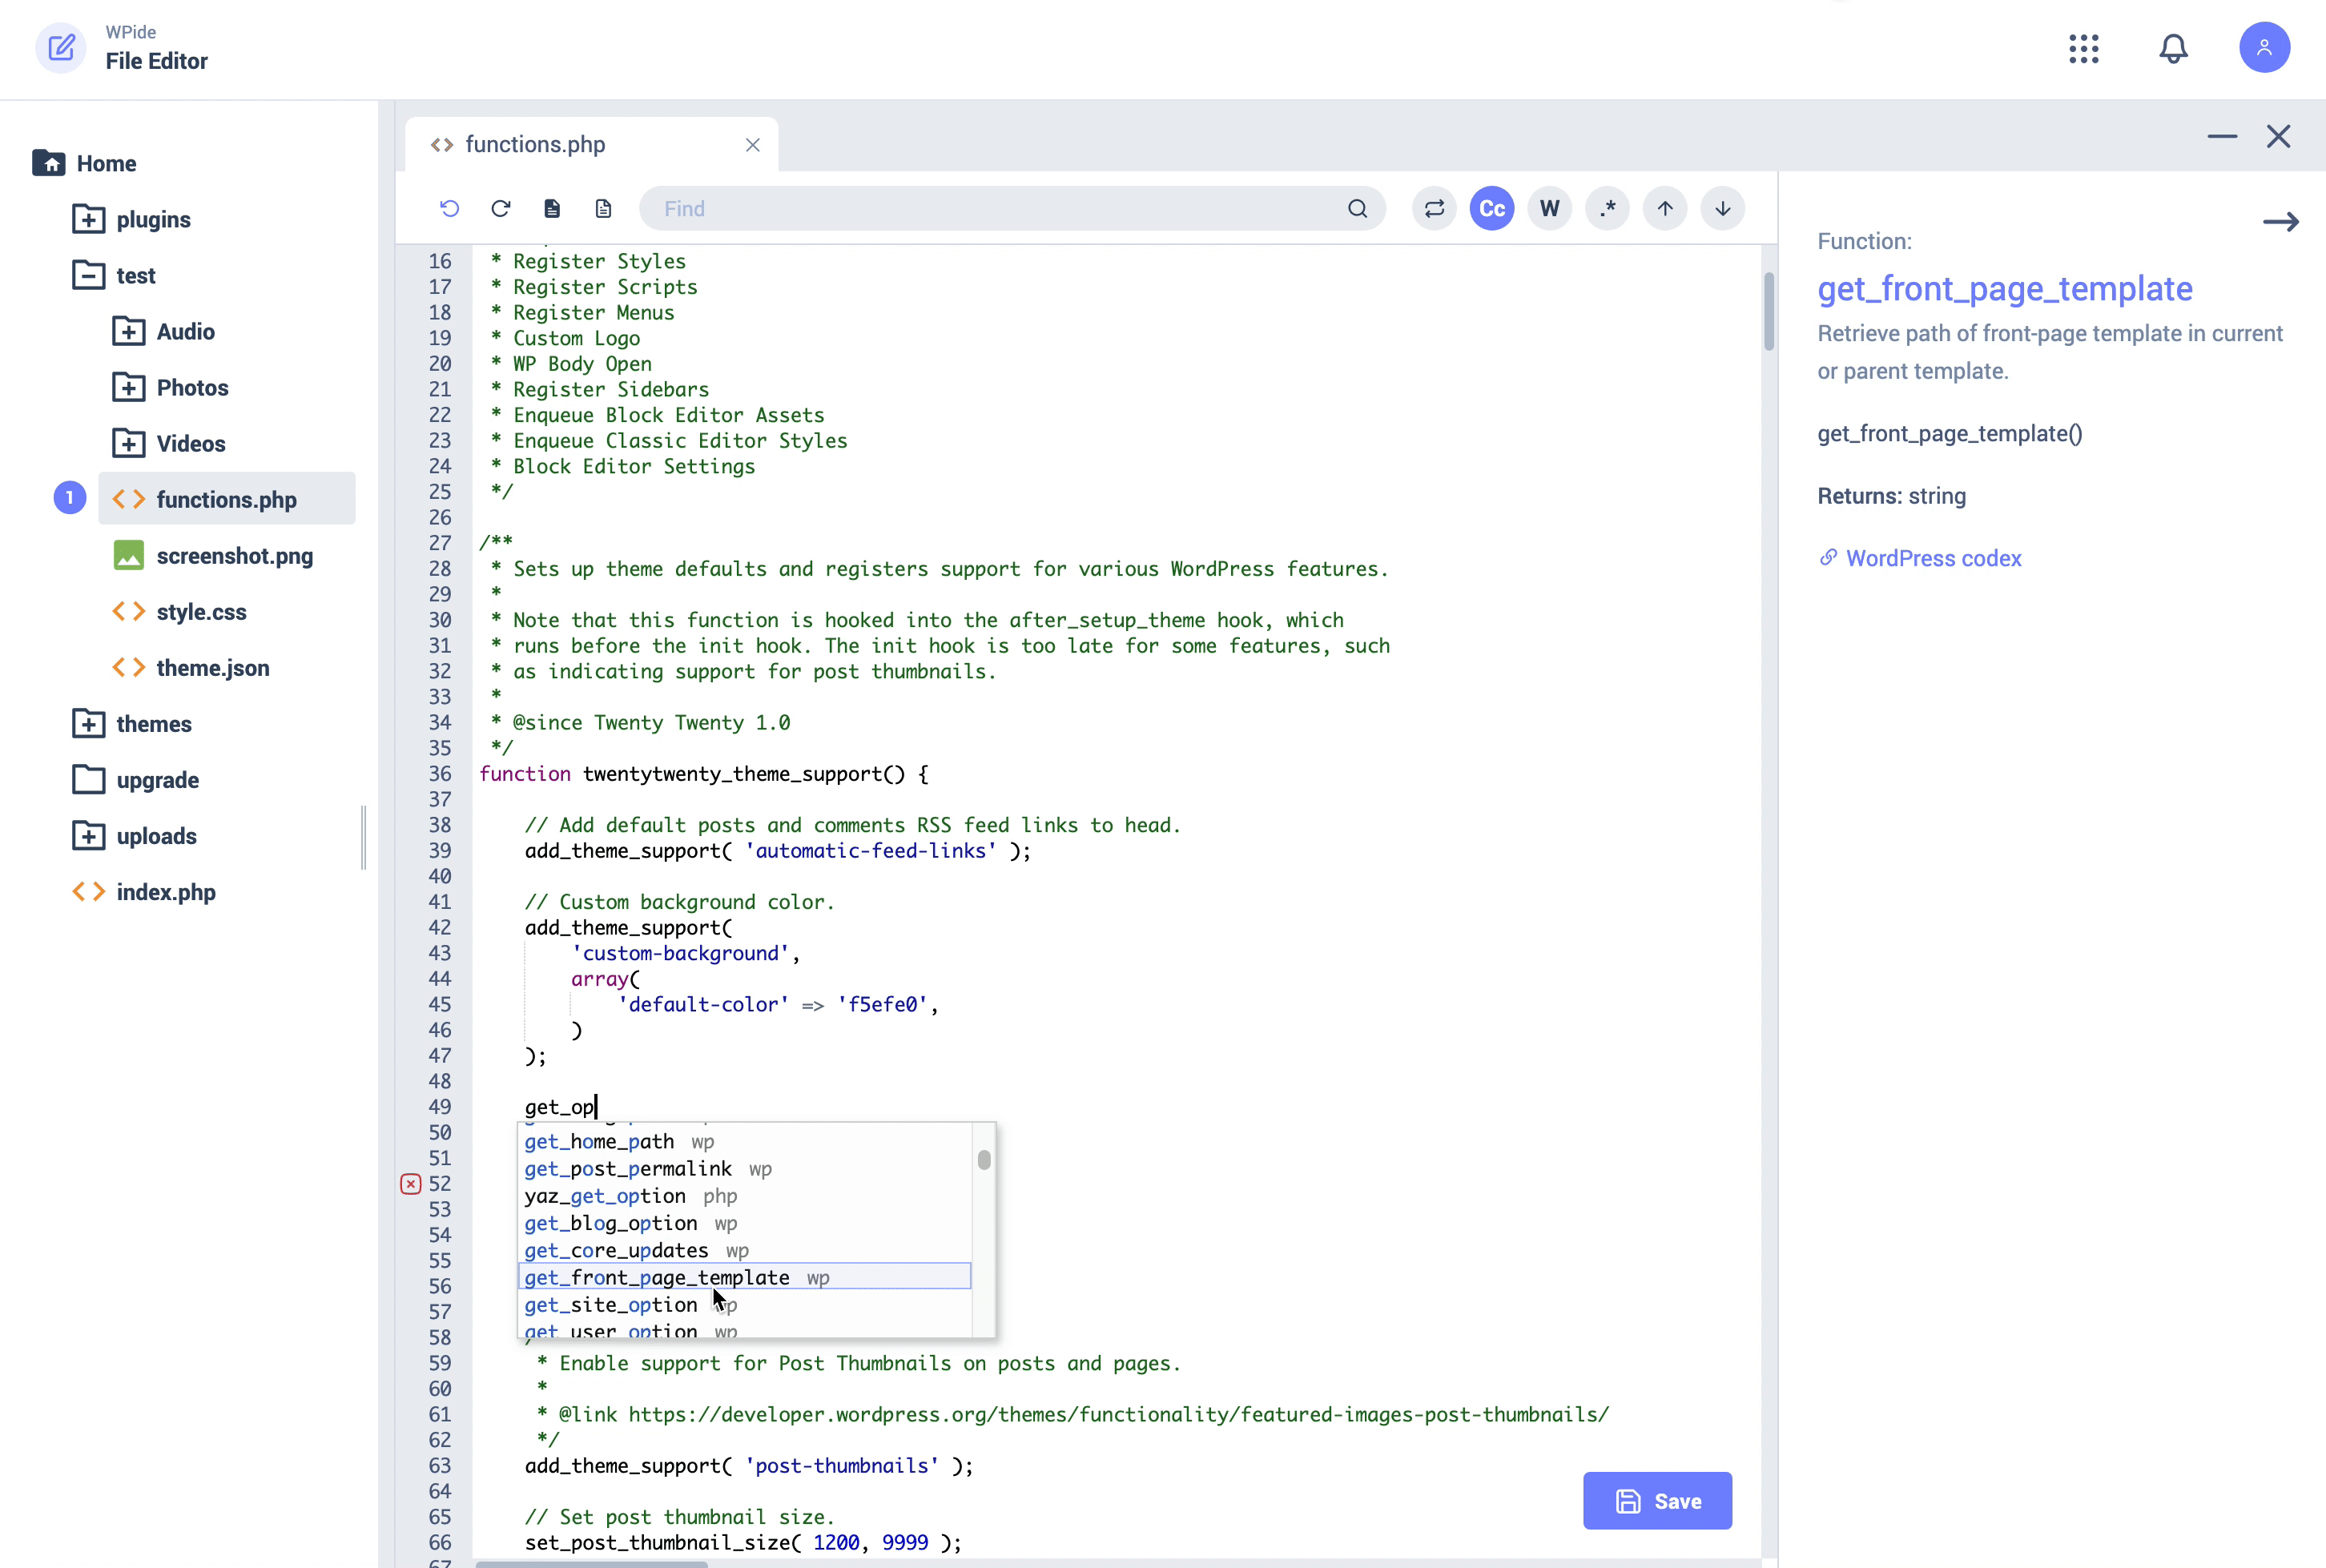 WPide
File Editor
Home
plugins
test
Audio
Photos
Videos
1
functions.php
screenshot.png
style.css
theme.json
themes
upgrade
uploads
index.php
functions.php
Find
Cc
W
.*
16 * Register Styles
17 * Register Scripts
18 * Register Menus
19 * Custom Logo
20 * WP Body Open
21 * Register Sidebars
22 * Enqueue Block Editor Assets
23 * Enqueue Classic Editor Styles
24 * Block Editor Settings
25 */
26
27 /**
28 * Sets up theme defaults and registers support for various WordPress features.
29 *
30 * Note that this function is hooked into the after_setup_theme hook, which
31 * runs before the init hook. The init hook is too late for some features, such
32 * as indicating support for post thumbnails.
33 *
34 * @since Twenty Twenty 1.0
35 */
36 function twentytwenty_theme_support() {
37
38 // Add default posts and comments RSS feed links to head.
39 add_theme_support( 'automatic-feed-links' );
40
41 // Custom background color.
42 add_theme_support(
43 'custom-background',
44 array(
45 'default-color' => 'f5efe0',
46 )
47 );
48
49 get_op
50
51
52
53
54
55
56
57
58
get_home_path wp
get_post_permalink wp
yaz_get_option php
get_blog_option wp
get_core_updates wp
get_front_page_template wp
get_site_option wp
get_user_option wp
59 * Enable support for Post Thumbnails on posts and pages.
60 *
61 * @link https://developer.wordpress.org/themes/functionality/featured-images-post-thumbnails/
62 */
63 add_theme_support( 'post-thumbnails' );
64
65 // Set post thumbnail size.
66 set_post_thumbnail_size( 1200, 9999 );
67
Save
Function:
get_front_page_template
Retrieve path of front-page template in current
or parent template.
get_front_page_template()
Returns: string
WordPress codex